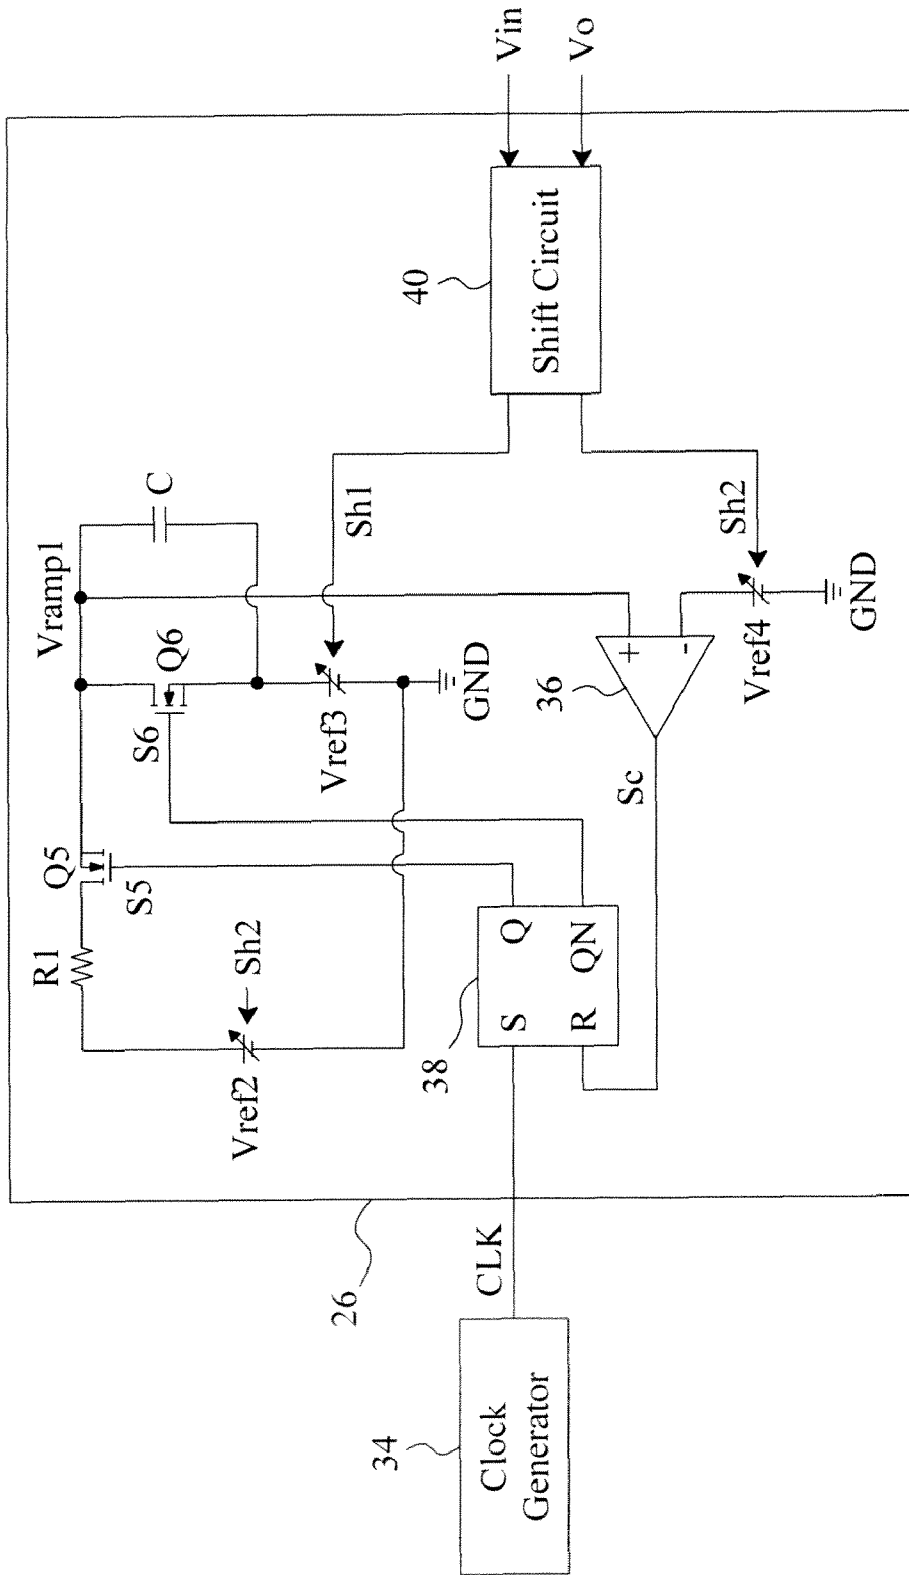 Vramp1
C
R1
Q5
Q6
S5
S6
Vref2
Sh2
Vref3
GND
Sh1
40
Shift Circuit
Vin
Vo
26
38
S
Q
R
QN
Sc
36
+
-
Sh2
Vref4
GND
34
Clock
Generator
CLK